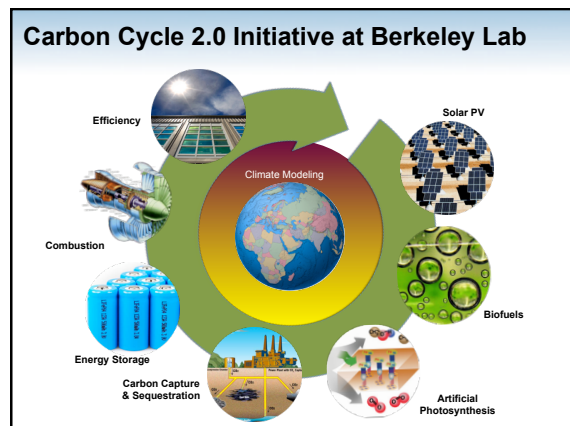 Carbon Cycle 2.0 Initiative at Berkeley Lab
Efficiency
Solar PV
Climate Modeling
Combustion
Biofuels
Energy Storage
Carbon Capture
& Sequestration
Artificial
Photosynthesis